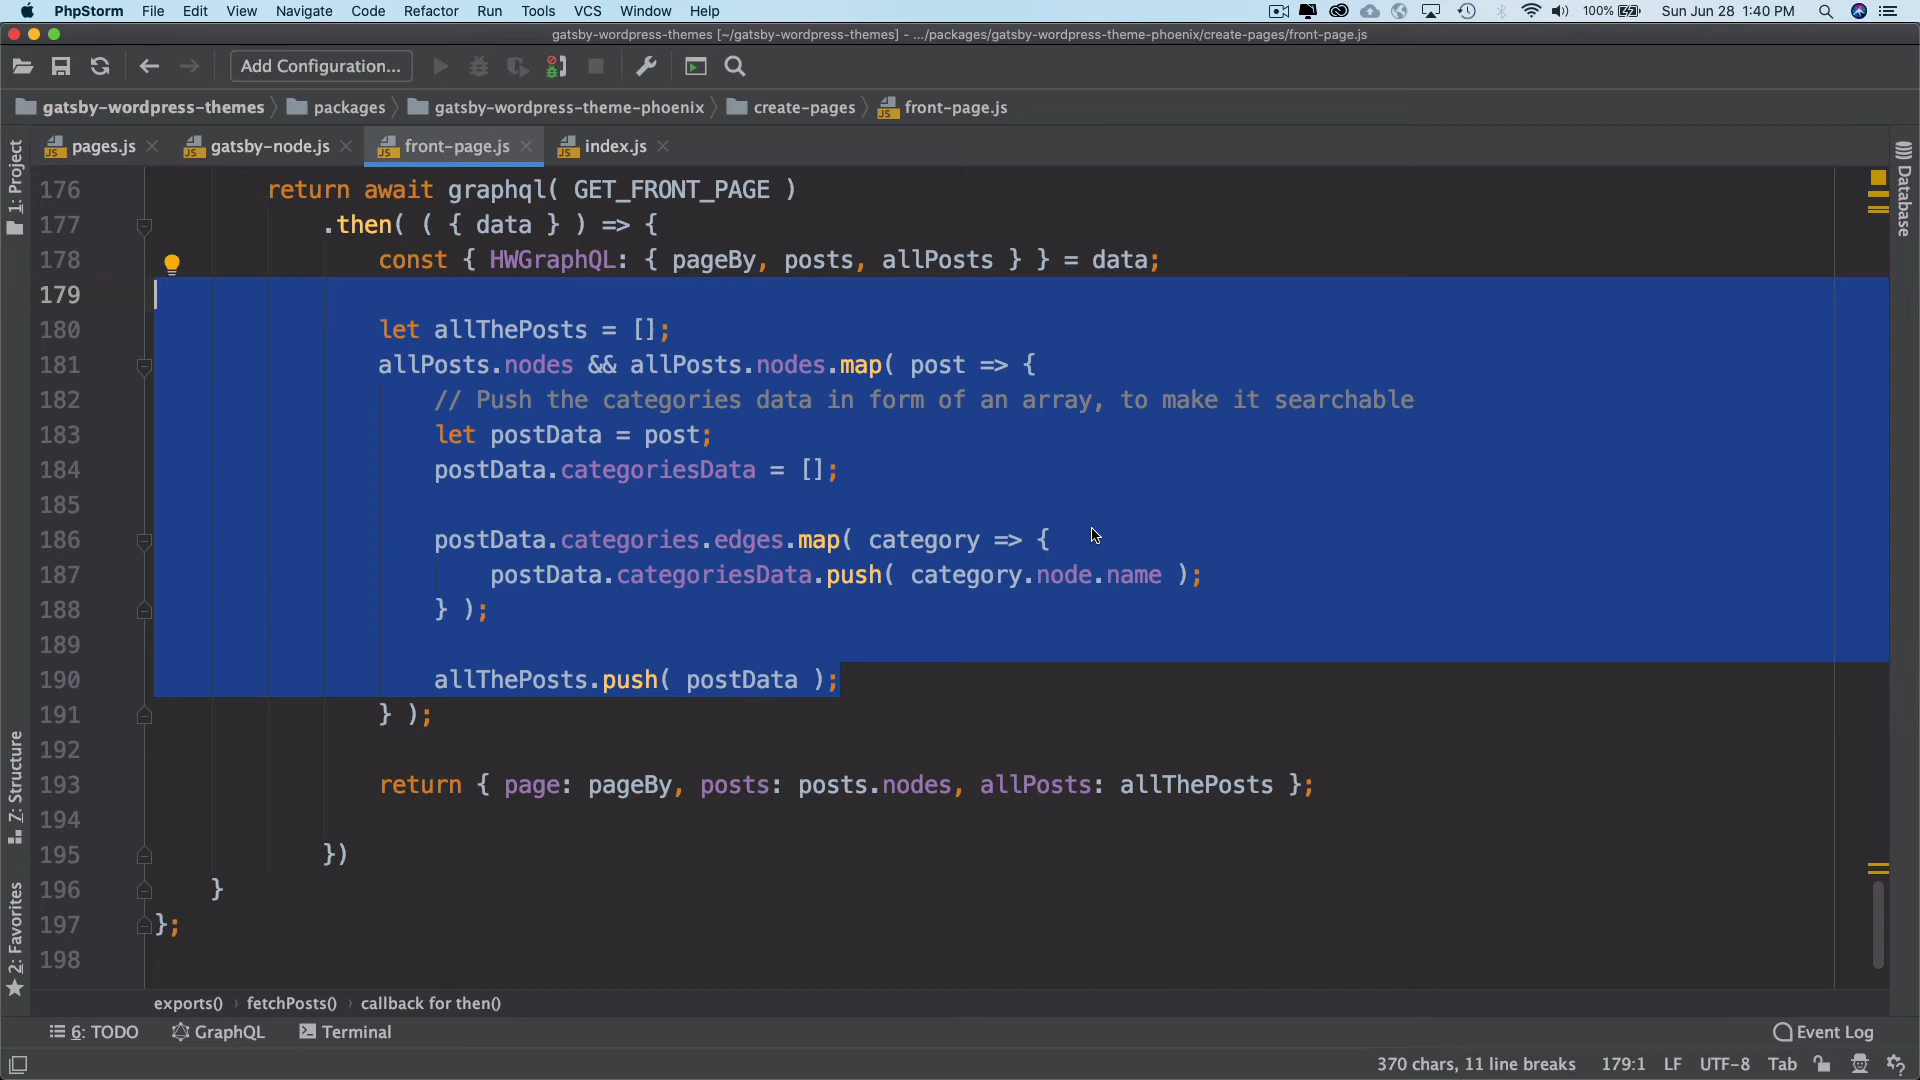 PhpStorm File Edit View Navigate Code Refactor Run Tools VCS Window Help 100% Sun Jun 28 1:40 PM
gatsby-wordpress-themes [~/gatsby-wordpress-themes] - .../packages/gatsby-wordpress-theme-phoenix/create-pages/front-page.js
Add Configuration...
gatsby-wordpress-themes packages gatsby-wordpress-theme-phoenix create-pages front-page.js
pages.js gatsby-node.js front-page.js index.js
1: Project
Database
176 return await graphql( GET_FRONT_PAGE )
177 .then( ( { data } ) => {
178 const { HWGraphQL: { pageBy, posts, allPosts } } = data;
179
180 let allThePosts = [];
181 allPosts.nodes && allPosts.nodes.map( post => {
182 // Push the categories data in form of an array, to make it searchable
183 let postData = post;
184 postData.categoriesData = [];
185
186 postData.categories.edges.map( category => {
187 postData.categoriesData.push( category.node.name );
188 } );
189
190 allThePosts.push( postData );
191 } );
192
193 return { page: pageBy, posts: posts.nodes, allPosts: allThePosts };
194
195 })
196 }
197 };
198
Z: Structure
2: Favorites
exports() › fetchPosts() › callback for then()
6: TODO GraphQL Terminal Event Log
370 chars, 11 line breaks 179:1 LF UTF-8 Tab